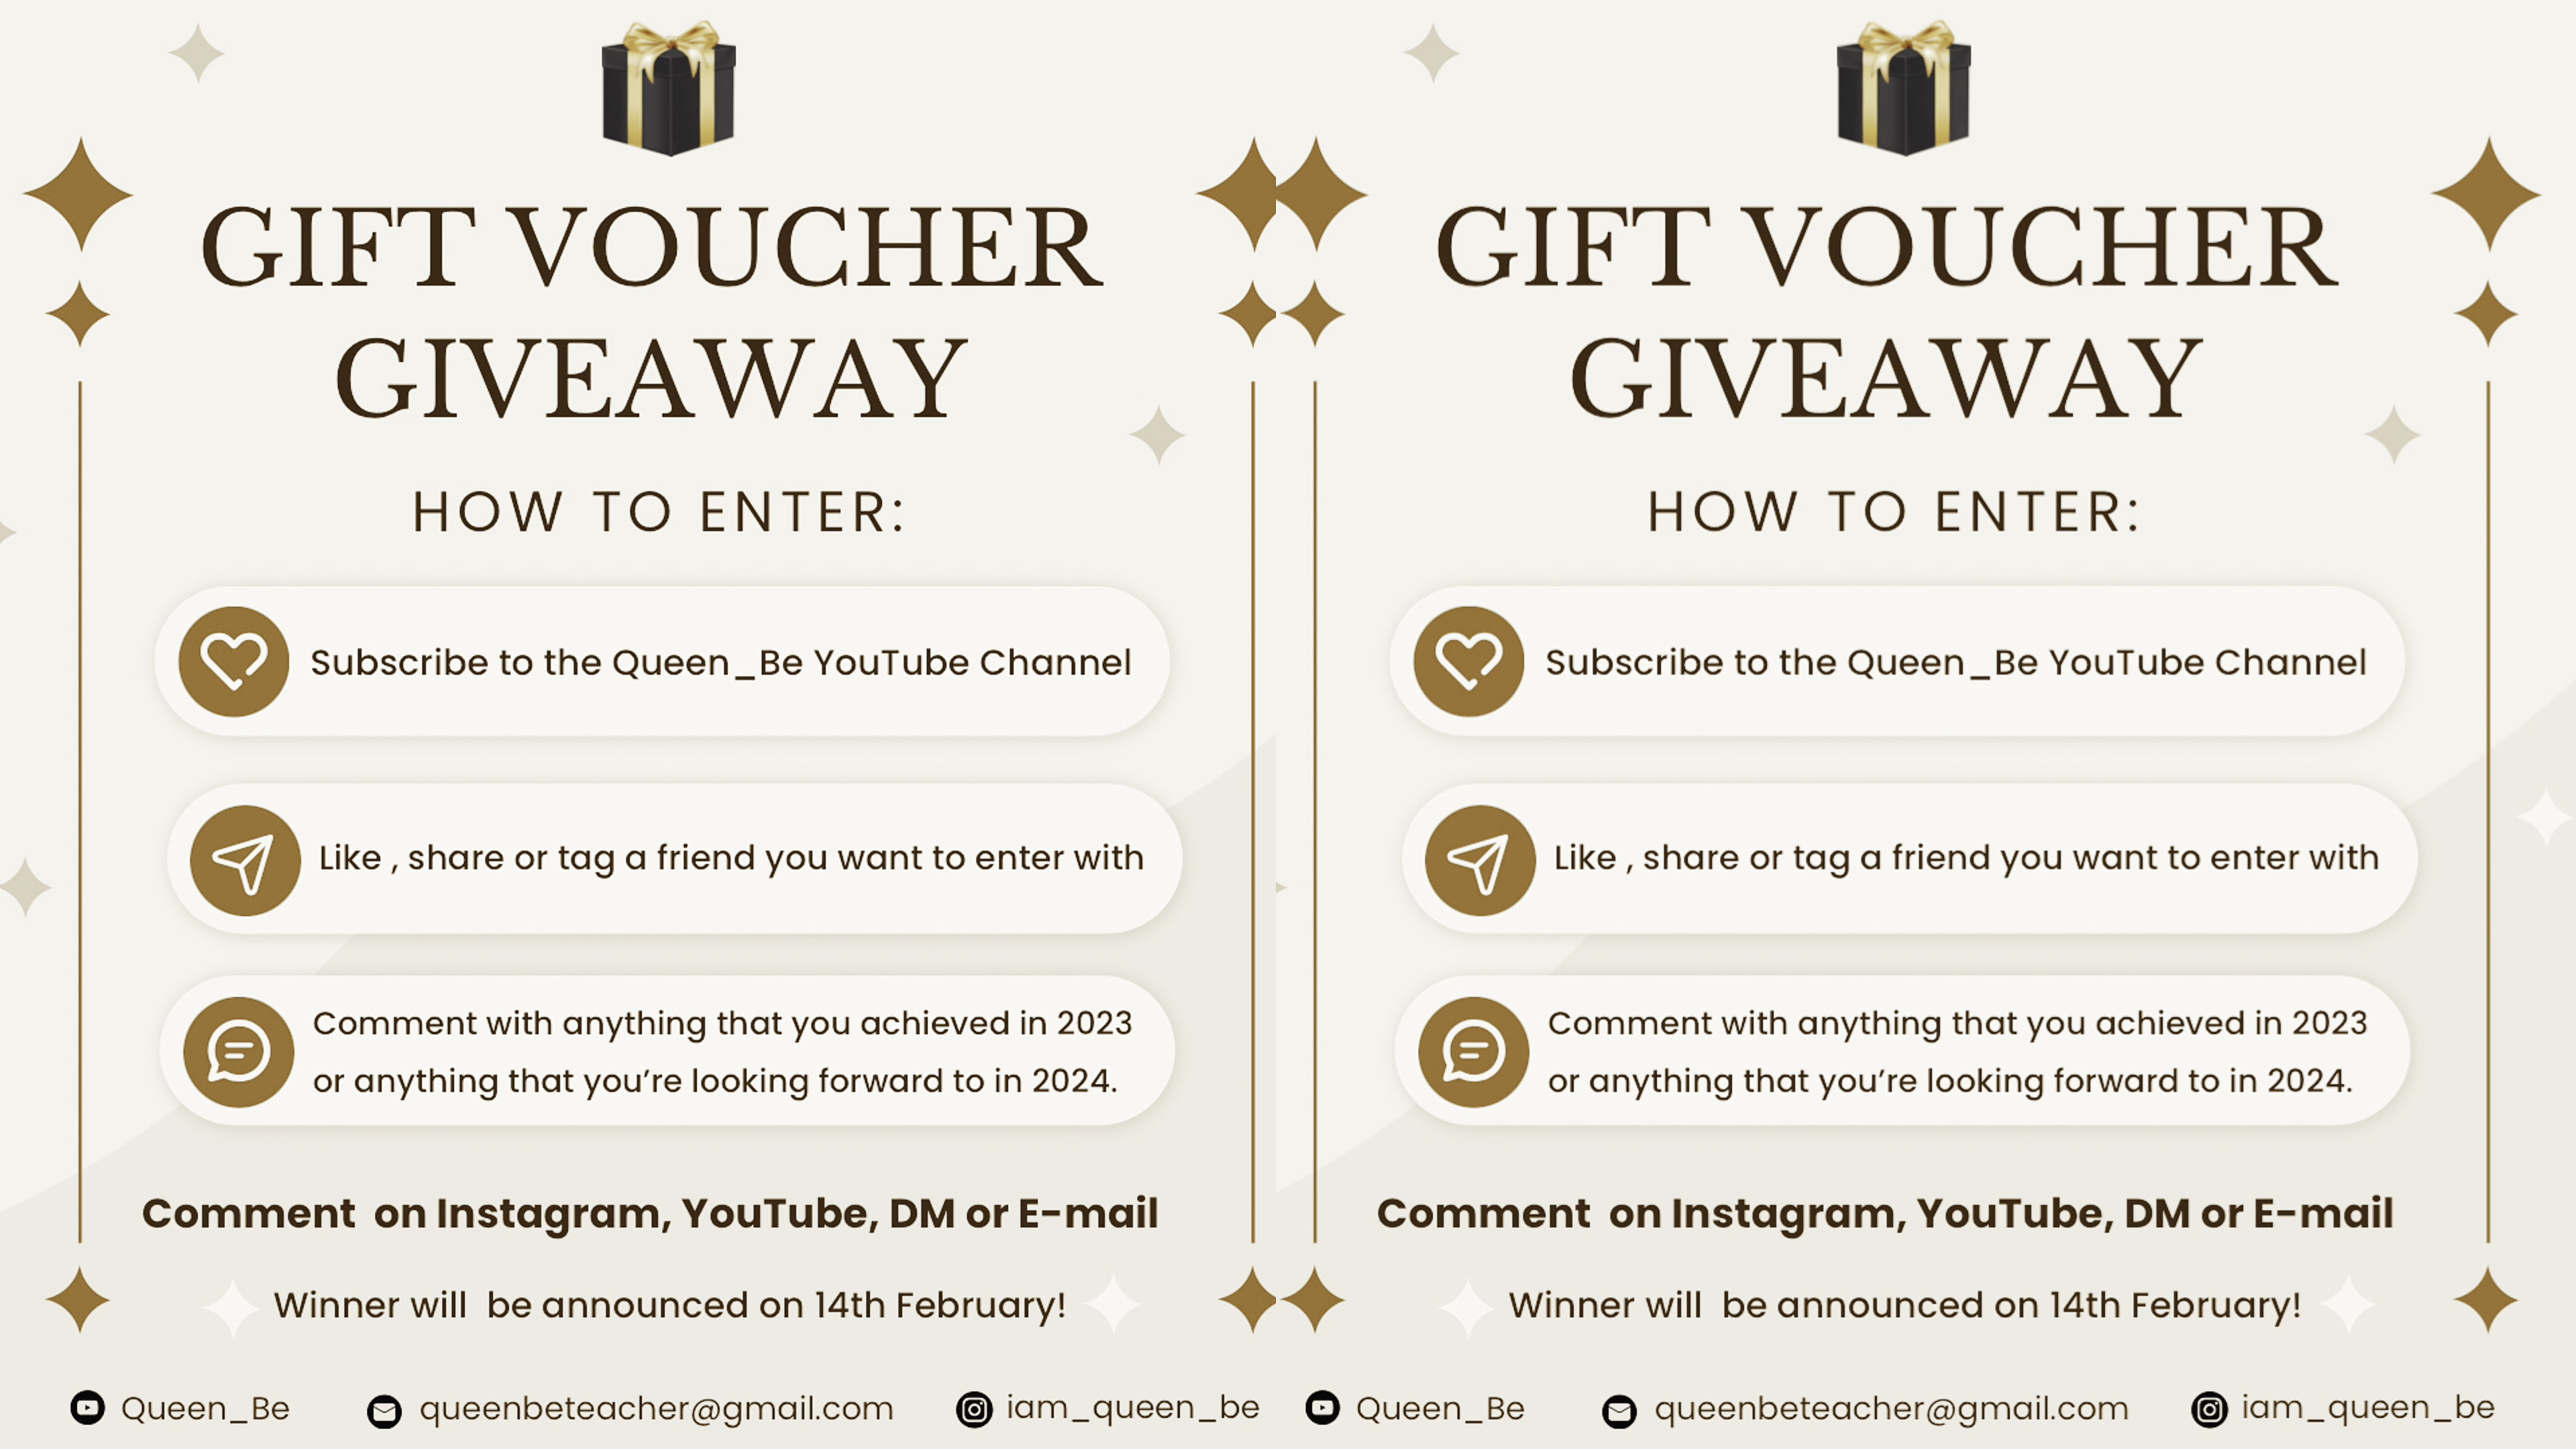 GIFT VOUCHER
GIVEAWAY
HOW TO ENTER:
Subscribe to the Queen_Be YouTube Channel
Like , share or tag a friend you want to enter with
Comment with anything that you achieved in 2023
or anything that you’re looking forward to in 2024.
Comment on Instagram, YouTube, DM or E-mail
Winner will be announced on 14th February!
Queen_Be queenbeteacher@gmail.com iam_queen_be
GIFT VOUCHER
GIVEAWAY
HOW TO ENTER:
Subscribe to the Queen_Be YouTube Channel
Like , share or tag a friend you want to enter with
Comment with anything that you achieved in 2023
or anything that you’re looking forward to in 2024.
Comment on Instagram, YouTube, DM or E-mail
Winner will be announced on 14th February!
Queen_Be queenbeteacher@gmail.com iam_queen_be